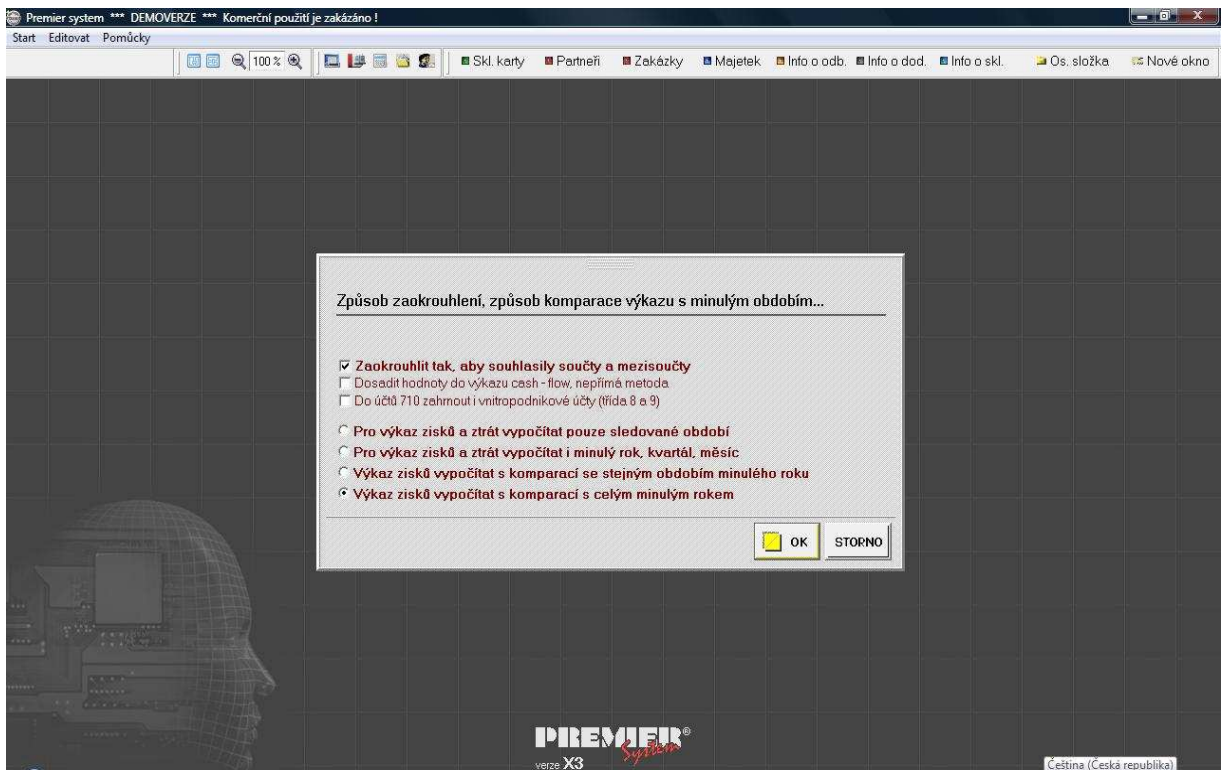 Premier system *** DEMOVERZE *** Komerční použití je zakázáno !
Start Editovat Pomůcky
100 % Skl. karty Partneři Zakázky Majetek Info o odb. Info o dod. Info o skl. Os. složka Nové okno
Způsob zaokrouhlení, způsob komparace výkazu s minulým obdobím...
Zaokrouhlit tak, aby souhlasily součty a mezisoučty
Dosadit hodnoty do výkazu cash - flow, nepřímá metoda
Do účtů 710 zahrnout i vnitropodnikové účty (třída 8 a 9)
Pro výkaz zisků a ztrát vypočítat pouze sledované období
Pro výkaz zisků a ztrát vypočítat i minulý rok, kvartál, měsíc
Výkaz zisků vypočítat s komparací se stejným obdobím minulého roku
Výkaz zisků vypočítat s komparací s celým minulým rokem
OK STORNO
PREMIER®
System
verze X3
Čeština (Česká republika)